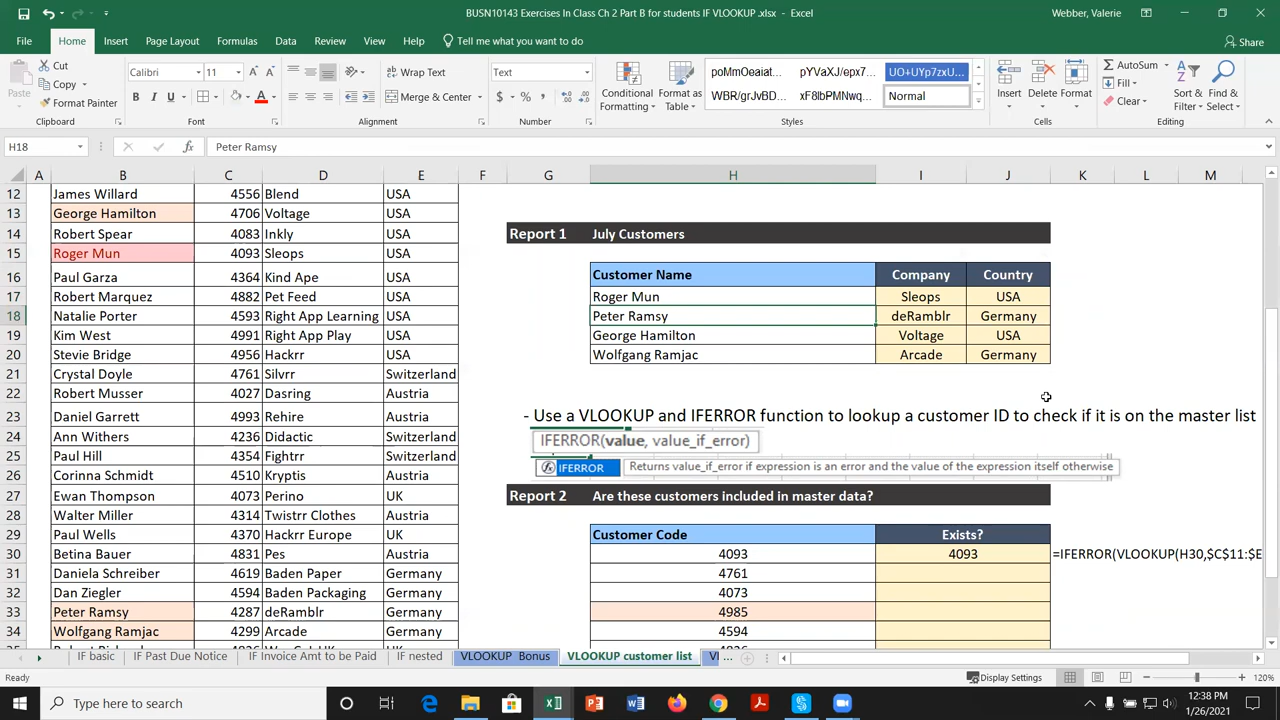 BUSN10143 Exercises In Class Ch 2 Part B for students IF VLOOKUP .xlsx - Excel
Webber, Valerie
File Home Insert Page Layout Formulas Data Review View Help Tell me what you want to do Share
Cut
Copy
Format Painter
Paste
Clipboard
Calibri 11
B I U
Font
Wrap Text
Merge & Center
Alignment
Text
$ % ,
Number
Conditional Formatting
Format as Table
poMmOeaiat...
pYVaXJ/epx7...
UO+UYp7zxU...
WBR/grJvBD...
xF8lbPMNwq...
Normal
Styles
Insert Delete Format
Cells
AutoSum
Fill
Clear
Sort & Filter
Find & Select
Editing
H18 fx Peter Ramsy
A B C D E F G H I J K L M
12 James Willard 4556 Blend USA
13 George Hamilton 4706 Voltage USA
14 Robert Spear 4083 Inkly USA Report 1 July Customers
15 Roger Mun 4093 Sleops USA
16 Paul Garza 4364 Kind Ape USA Customer Name Company Country
17 Robert Marquez 4882 Pet Feed USA Roger Mun Sleops USA
18 Natalie Porter 4593 Right App Learning USA Peter Ramsy deRamblr Germany
19 Kim West 4991 Right App Play USA George Hamilton Voltage USA
20 Stevie Bridge 4956 Hackrr USA Wolfgang Ramjac Arcade Germany
21 Crystal Doyle 4761 Silvrr Switzerland
22 Robert Musser 4027 Dasring Austria
23 Daniel Garrett 4993 Rehire Austria - Use a VLOOKUP and IFERROR function to lookup a customer ID to check if it is on the master list
24 Ann Withers 4236 Didactic Switzerland IFERROR(value, value_if_error)
25 Paul Hill 4354 Fightrr Switzerland fx IFERROR Returns value_if_error if expression is an error and the value of the expression itself otherwise
26 Corinna Schmidt 4510 Kryptis Austria
27 Ewan Thompson 4073 Perino UK Report 2 Are these customers included in master data?
28 Walter Miller 4314 Twistrr Clothes Austria
29 Paul Wells 4370 Hackrr Europe UK Customer Code Exists?
30 Betina Bauer 4831 Pes Austria 4093 4093 =IFERROR(VLOOKUP(H30,$C$11:$E
31 Daniela Schreiber 4619 Baden Paper Germany 4761
32 Dan Ziegler 4594 Baden Packaging Germany 4073
33 Peter Ramsy 4287 deRamblr Germany 4985
34 Wolfgang Ramjac 4299 Arcade Germany 4594
IF basic IF Past Due Notice IF Invoice Amt to be Paid IF nested VLOOKUP Bonus VLOOKUP customer list VI ...
Ready Display Settings 120%
Type here to search
12:38 PM
1/26/2021